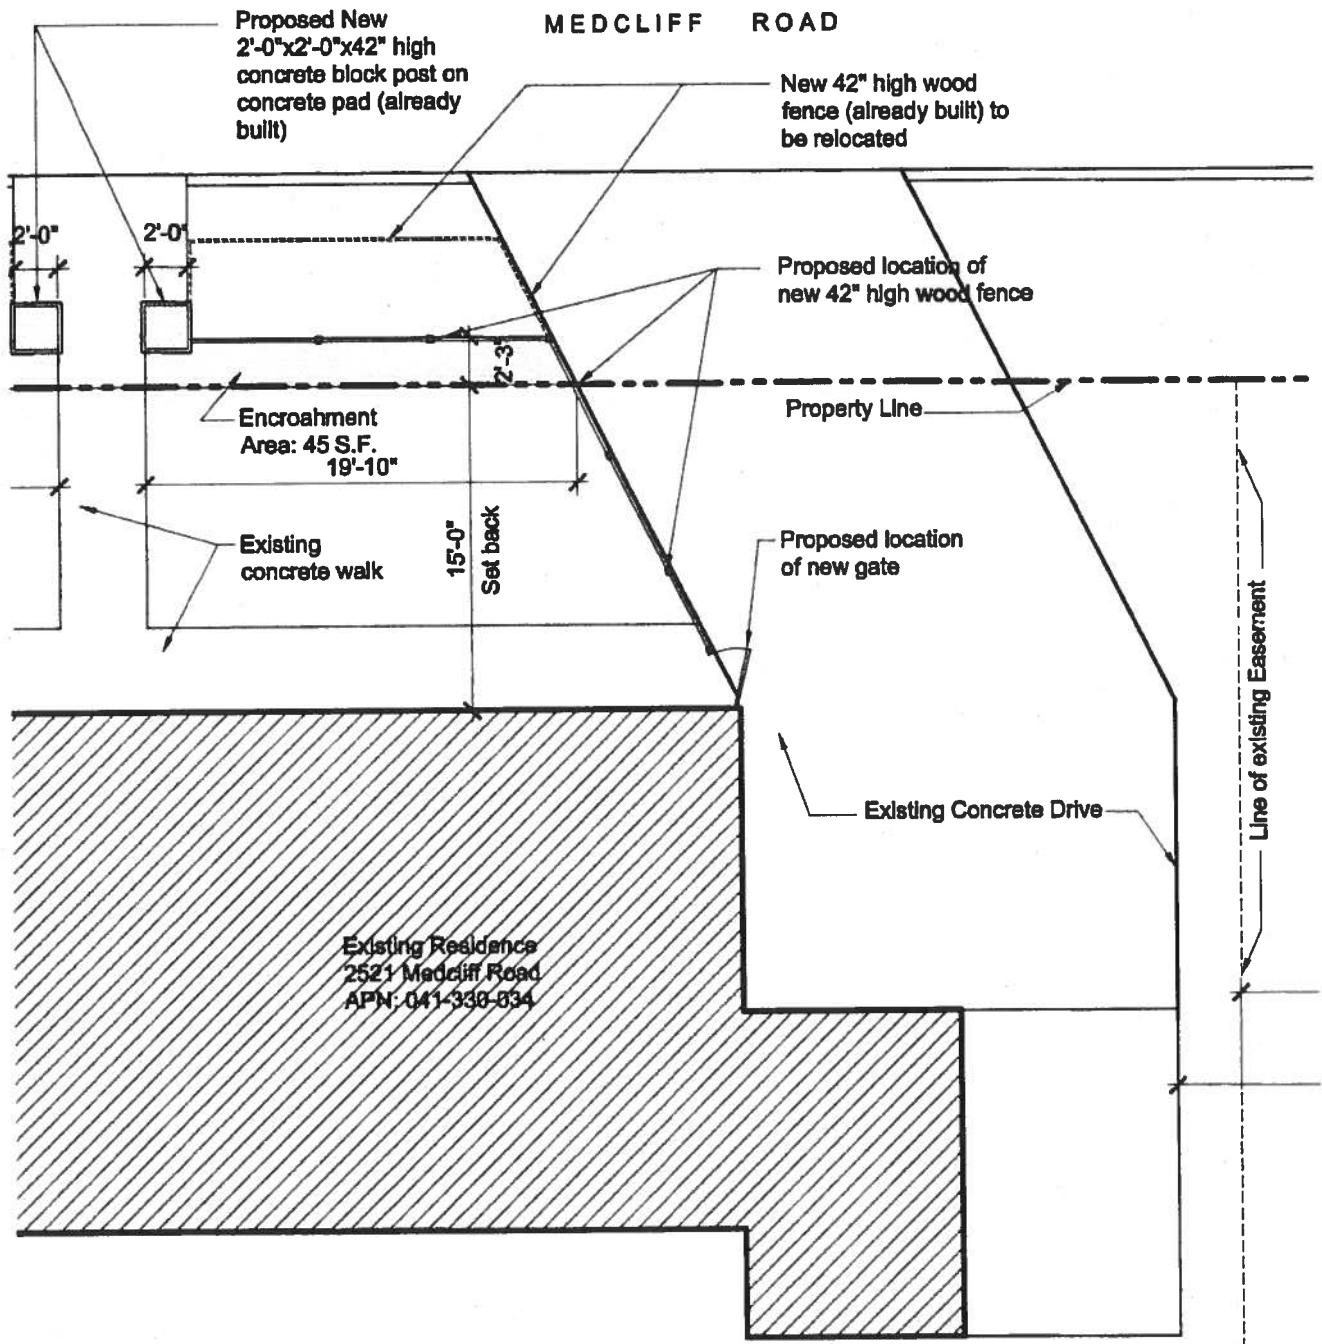 MEDCLIFF ROAD
Proposed New
2'-0"x2'-0"x42" high
concrete block post on
concrete pad (already
built)
New 42" high wood
fence (already built) to
be relocated
2'-0"
2'-0"
Proposed location of
new 42" high wood fence
2'-3"
Property Line
Encroahment
Area: 45 S.F.
19'-10"
15'-0"
Set back
Existing
concrete walk
Proposed location
of new gate
Line of existing Easement
Existing Concrete Drive
Existing Residence
2521 Medcliff Road
APN: 041-330-034